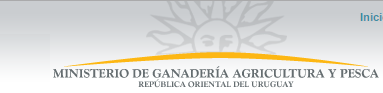 Inici
MINISTERIO DE GANADERÍA AGRICULTURA Y PESCA
REPÚBLICA ORIENTAL DEL URUGUAY